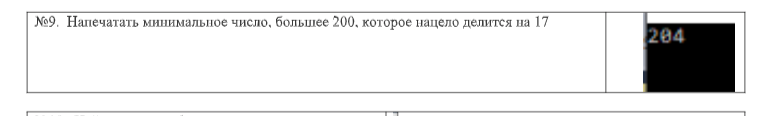 №9. Напечатать минимальное число, большее 200, которое нацело делится на 17
204